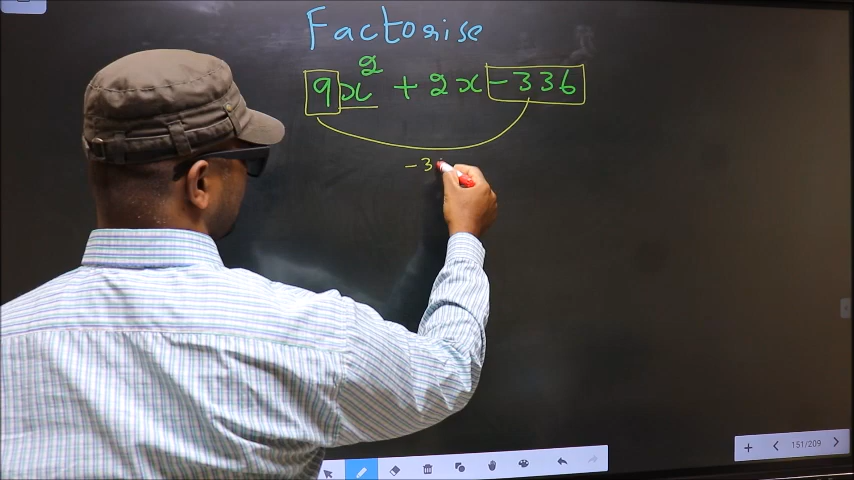 Factorise
9x² + 2x - 336
-3
151/209